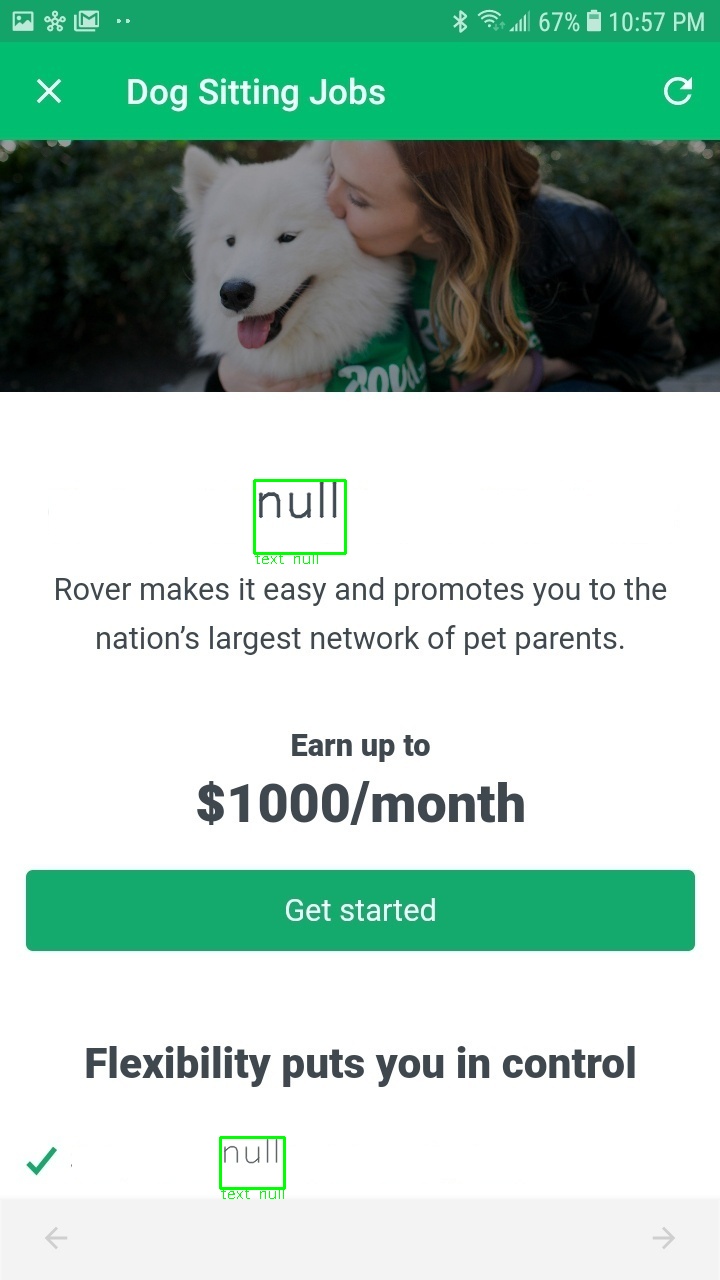 67% 10:57 PM
Dog Sitting Jobs
null
text null
Rover makes it easy and promotes you to the
nation’s largest network of pet parents.
Earn up to
$1000/month
Get started
Flexibility puts you in control
null
text null